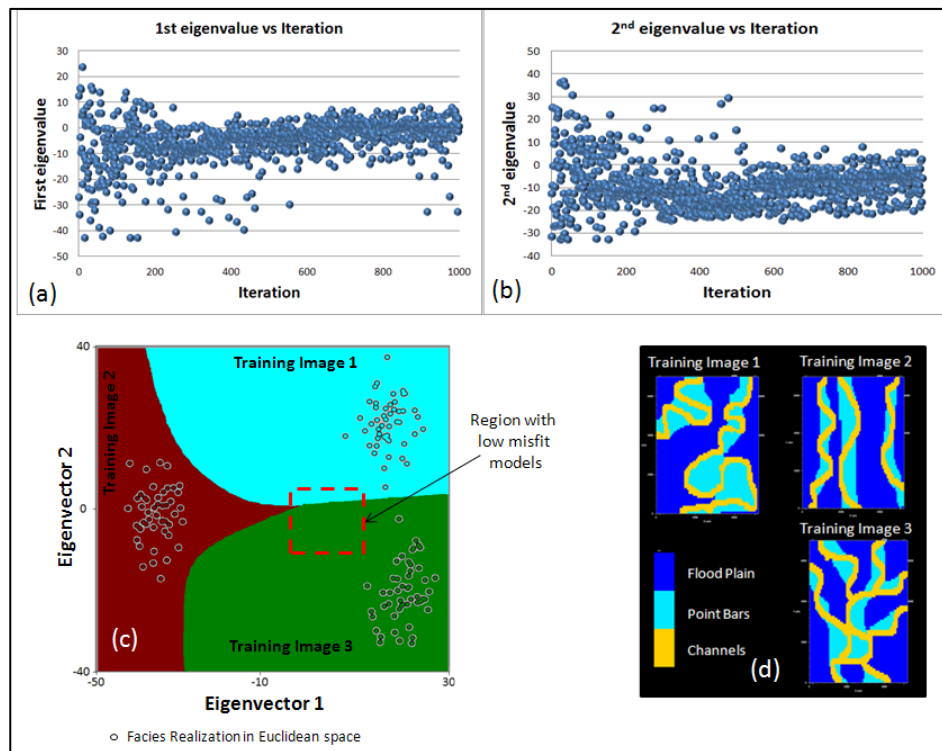 1st eigenvalue vs Iteration
30
20
10
0
-10
-20
-30
-40
-50
First eigenvalue
0
200
400
600
800
1000
Iteration
(a)
2nd eigenvalue vs Iteration
50
40
30
20
10
0
-10
-20
-30
-40
2nd eigenvalue
0
200
400
600
800
1000
Iteration
(b)
40
0
-40
Eigenvector 2
Training Image 1
Training Image 2
Training Image 3
Region with
low misfit
models
(c)
-50
-10
30
Eigenvector 1
Facies Realization in Euclidean space
Training Image 1
Training Image 2
Training Image 3
Flood Plain
Point Bars
Channels
(d)